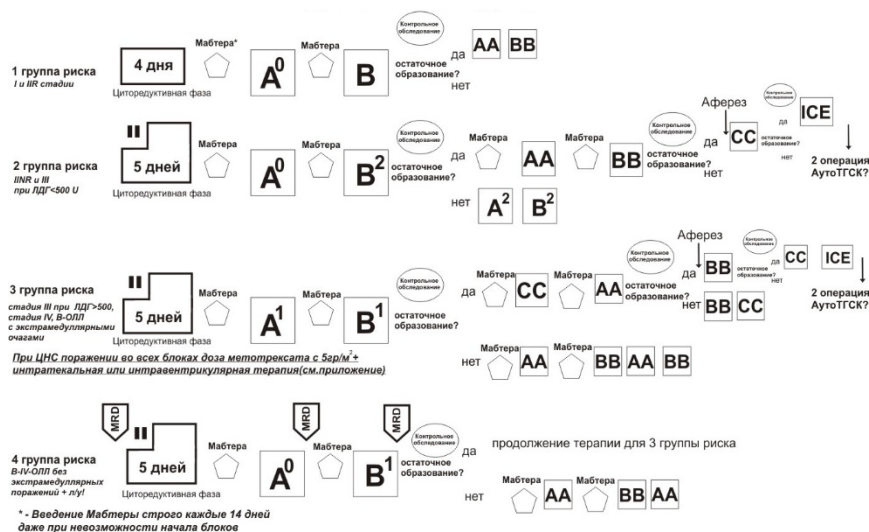 1 группа риска
I и IIR стадии
4 дня
Циторедуктивная фаза
Мабтера*
A0
Мабтера
B
Контрольное обследование
остаточное образование?
да
AA BB
нет
2 группа риска
IINR и III
при ЛДГ<500 U
II
5 дней
Циторедуктивная фаза
Мабтера
A0
Мабтера
B2
Контрольное обследование
остаточное образование?
да
Мабтера
AA
Мабтера
BB
Контрольное обследование
остаточное образование?
Аферез
да
CC
нет
Контрольное обследование
остаточное образование?
да
ICE
нет
2 операция
АутоТГСК?
нет
A2 B2
3 группа риска
стадия III при ЛДГ>500,
стадия IV, В-ОЛЛ
с экстрамедуллярными
очагами
II
5 дней
Циторедуктивная фаза
Мабтера
A1
Мабтера
B1
Контрольное обследование
остаточное образование?
да
Мабтера
CC
Мабтера
AA
Контрольное обследование
остаточное образование?
Аферез
да
BB
Контрольное обследование
остаточное образование?
да
CC ICE
нет
2 операция
АутоТГСК?
нет
BB CC
При ЦНС поражении во всех блоках доза метотрексата с 5гр/м2+
интратекальная или интравентрикулярная терапия(см.приложение)
нет
Мабтера
AA
Мабтера
BB AA BB
4 группа риска
В-IV-ОЛЛ без
экстрамедуллярных
поражений + л/у!
MRD
II
5 дней
Циторедуктивная фаза
Мабтера
MRD
A0
Мабтера
MRD
B1
Контрольное обследование
остаточное образование?
да
продолжение терапии для 3 группы риска
нет
Мабтера
AA
Мабтера
BB AA
* - Введение Мабтеры строго каждые 14 дней
даже при невозможности начала блоков